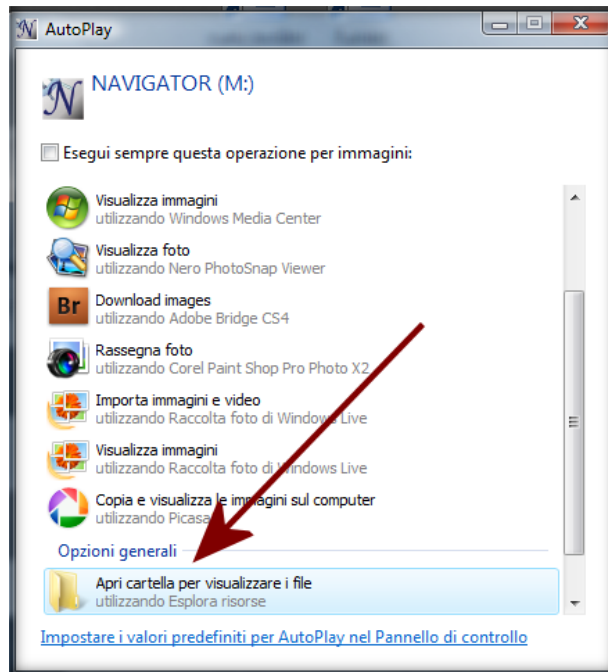 AutoPlay
NAVIGATOR (M:)
Esegui sempre questa operazione per immagini:
Visualizza immagini
utilizzando Windows Media Center
Visualizza foto
utilizzando Nero PhotoSnap Viewer
Br
Download images
utilizzando Adobe Bridge CS4
Rassegna foto
utilizzando Corel Paint Shop Pro Photo X2
Importa immagini e video
utilizzando Raccolta foto di Windows Live
Visualizza immagini
utilizzando Raccolta foto di Windows Live
Copia e visualizza le immagini sul computer
utilizzando Picasa
Opzioni generali
Apri cartella per visualizzare i file
utilizzando Esplora risorse
Impostare i valori predefiniti per AutoPlay nel Pannello di controllo